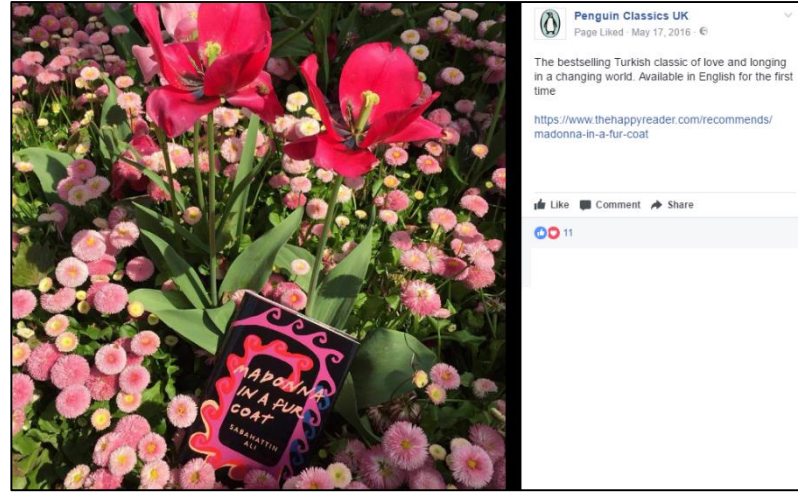 MADONNA
IN A FUR
COAT
SABAHATTIN
ALI
Penguin Classics UK
Page Liked · May 17, 2016 ·
The bestselling Turkish classic of love and longing
in a changing world. Available in English for the first
time
https://www.thehappyreader.com/recommends/
madonna-in-a-fur-coat
Like Comment Share
11